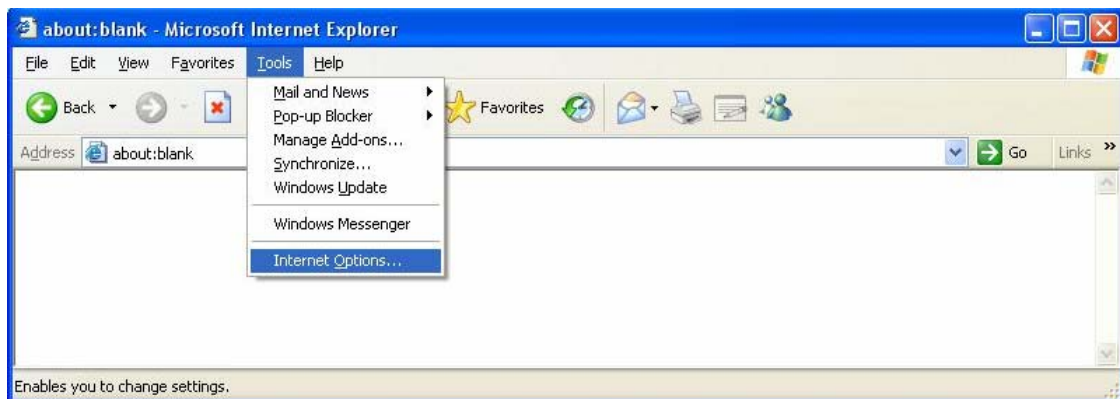 about:blank - Microsoft Internet Explorer
File Edit View Favorites Tools Help
Back Favorites
Mail and News
Pop-up Blocker
Manage Add-ons...
Synchronize...
Windows Update
Windows Messenger
Internet Options...
Address about:blank Go Links »
Enables you to change settings.